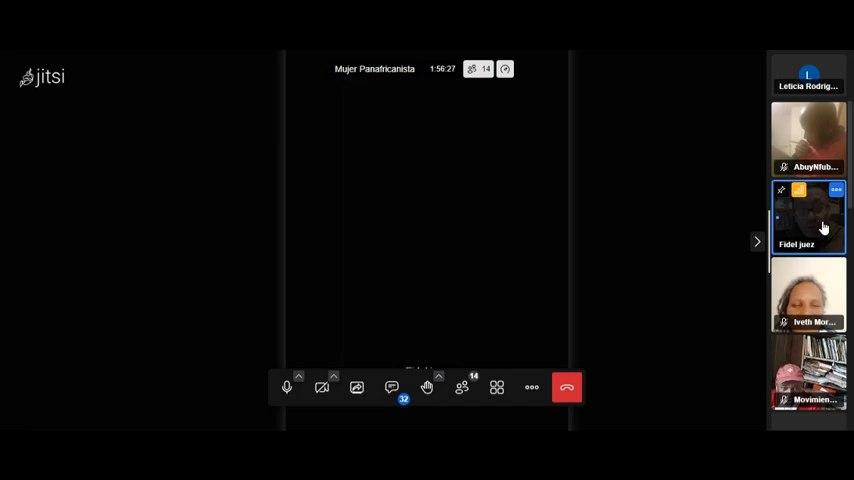 jitsi
Mujer Panafricanista 1:56:27 14
L
Leticia Rodrig...
AbuyNfub...
Fidel juez
Iveth Mor...
Movimien...
14
32